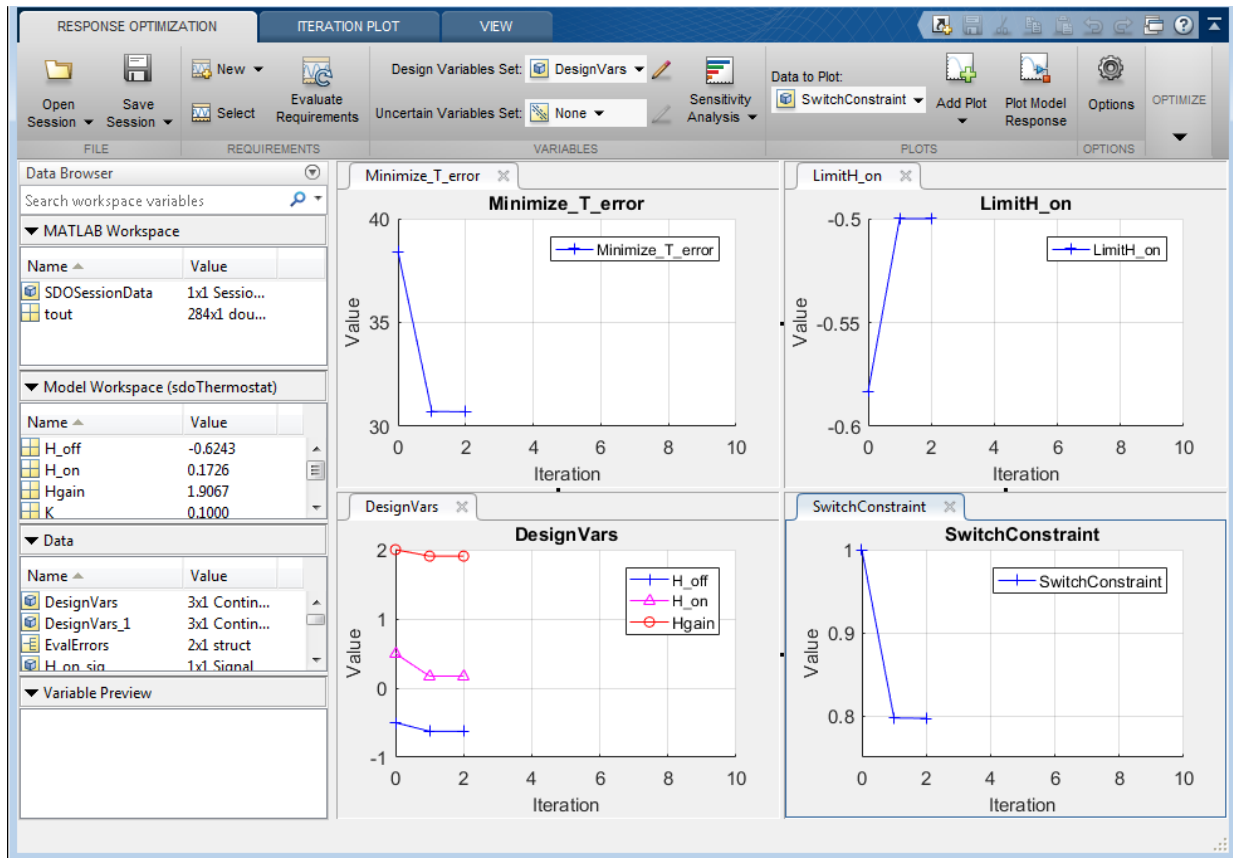 RESPONSE OPTIMIZATION ITERATION PLOT VIEW
Open Session Save Session
FILE
New
Select
Evaluate Requirements
REQUIREMENTS
Design Variables Set: DesignVars
Uncertain Variables Set: None
Sensitivity Analysis
VARIABLES
Data to Plot:
SwitchConstraint
Add Plot
Plot Model Response
PLOTS
Options
OPTIONS
OPTIMIZE
Data Browser
Search workspace variables
MATLAB Workspace
Name Value
SDOSessionData 1x1 Sessio...
tout 284x1 dou...
Model Workspace (sdoThermostat)
Name Value
H_off -0.6243
H_on 0.1726
Hgain 1.9067
K 0.1000
Data
Name Value
DesignVars 3x1 Contin...
DesignVars_1 3x1 Contin...
EvalErrors 2x1 struct
H_on_sig 1x1 Signal
Variable Preview
Minimize_T_error
Minimize_T_error
Minimize_T_error
Value
40
35
30
0 2 4 6 8 10
Iteration
LimitH_on
LimitH_on
LimitH_on
Value
-0.5
-0.55
-0.6
0 2 4 6 8 10
Iteration
DesignVars
DesignVars
H_off
H_on
Hgain
Value
2
1
0
-1
0 2 4 6 8 10
Iteration
SwitchConstraint
SwitchConstraint
SwitchConstraint
Value
1
0.9
0.8
0 2 4 6 8 10
Iteration